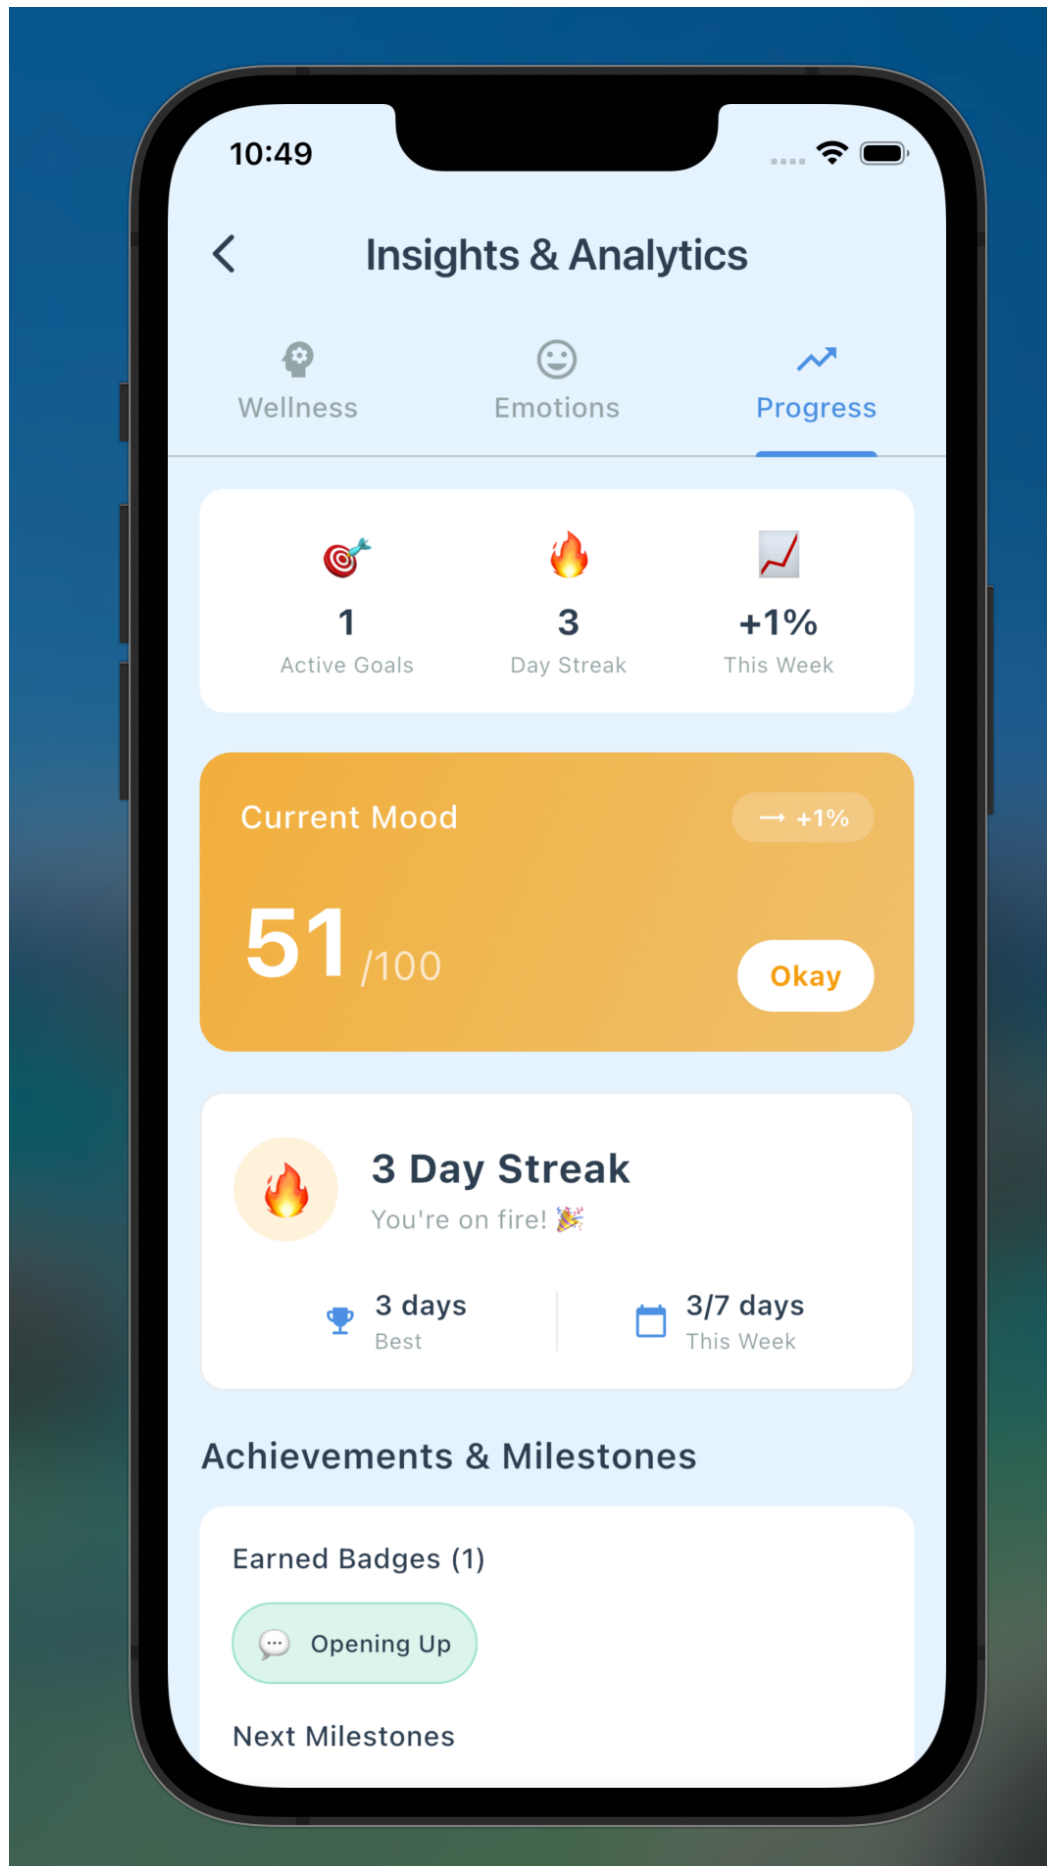 10:49
Insights & Analytics
Wellness
Emotions
Progress
1
Active Goals
3
Day Streak
+1%
This Week
Current Mood
→ +1%
51 /100
Okay
3 Day Streak
You're on fire! 🎉
3 days
Best
3/7 days
This Week
Achievements & Milestones
Earned Badges (1)
Opening Up
Next Milestones